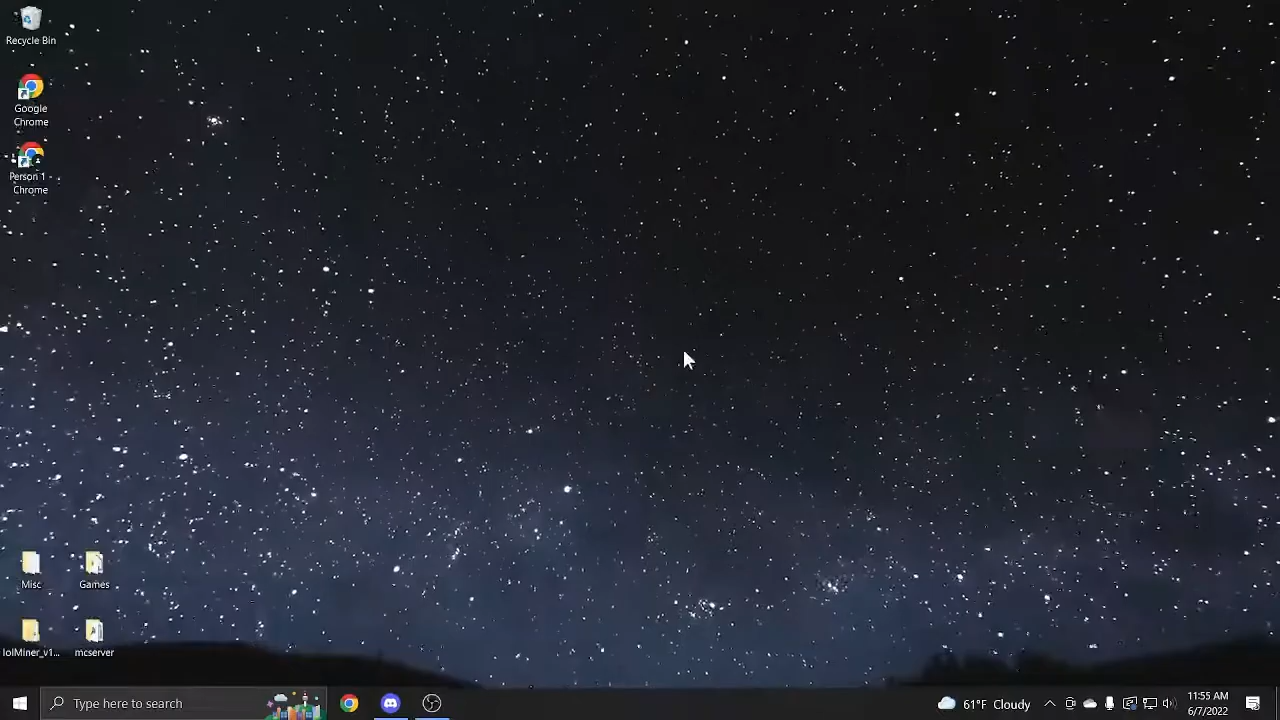 Recycle Bin
Google
Chrome
Person 1 -
Chrome
Misc
Games
lolMiner_v1...
mcserver
Type here to search
61°F Cloudy
11:55 AM
6/7/2022